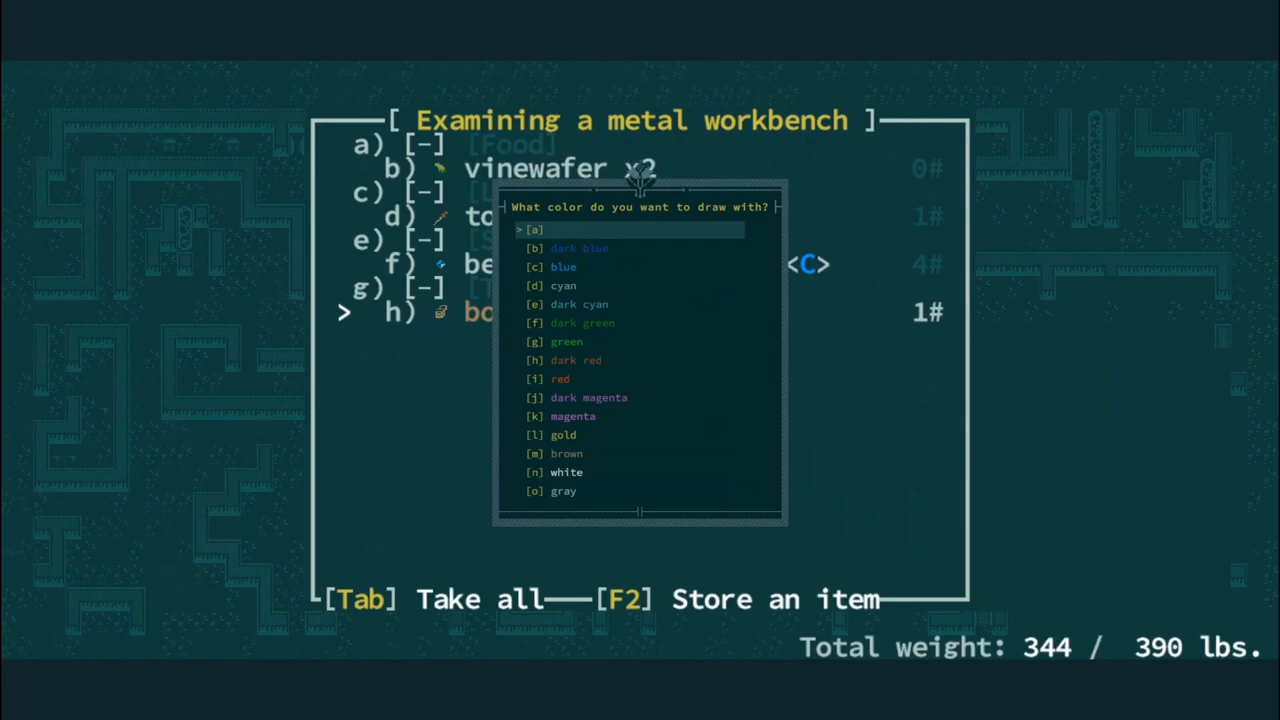 [ Examining a metal workbench ]
a) [-] [Food]
b) vinewafer x2 0#
c) [-] [L
d) to 1#
e) [-] [S
f) be <C> 4#
g) [-] [T
> h) bo 1#
What color do you want to draw with?
> [a]
[b] dark blue
[c] blue
[d] cyan
[e] dark cyan
[f] dark green
[g] green
[h] dark red
[i] red
[j] dark magenta
[k] magenta
[l] gold
[m] brown
[n] white
[o] gray
[Tab] Take all [F2] Store an item
Total weight: 344 / 390 lbs.